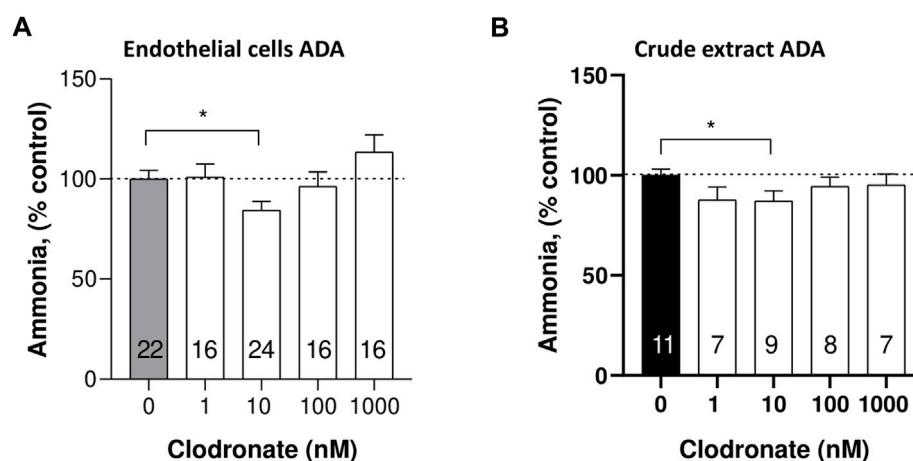 A
Endothelial cells ADA
Ammonia, (% control)
150
100
50
0
*
22 16 24 16 16
0 1 10 100 1000
Clodronate (nM)
B
Crude extract ADA
Ammonia, (% control)
150
100
50
0
*
11 7 9 8 7
0 1 10 100 1000
Clodronate (nM)